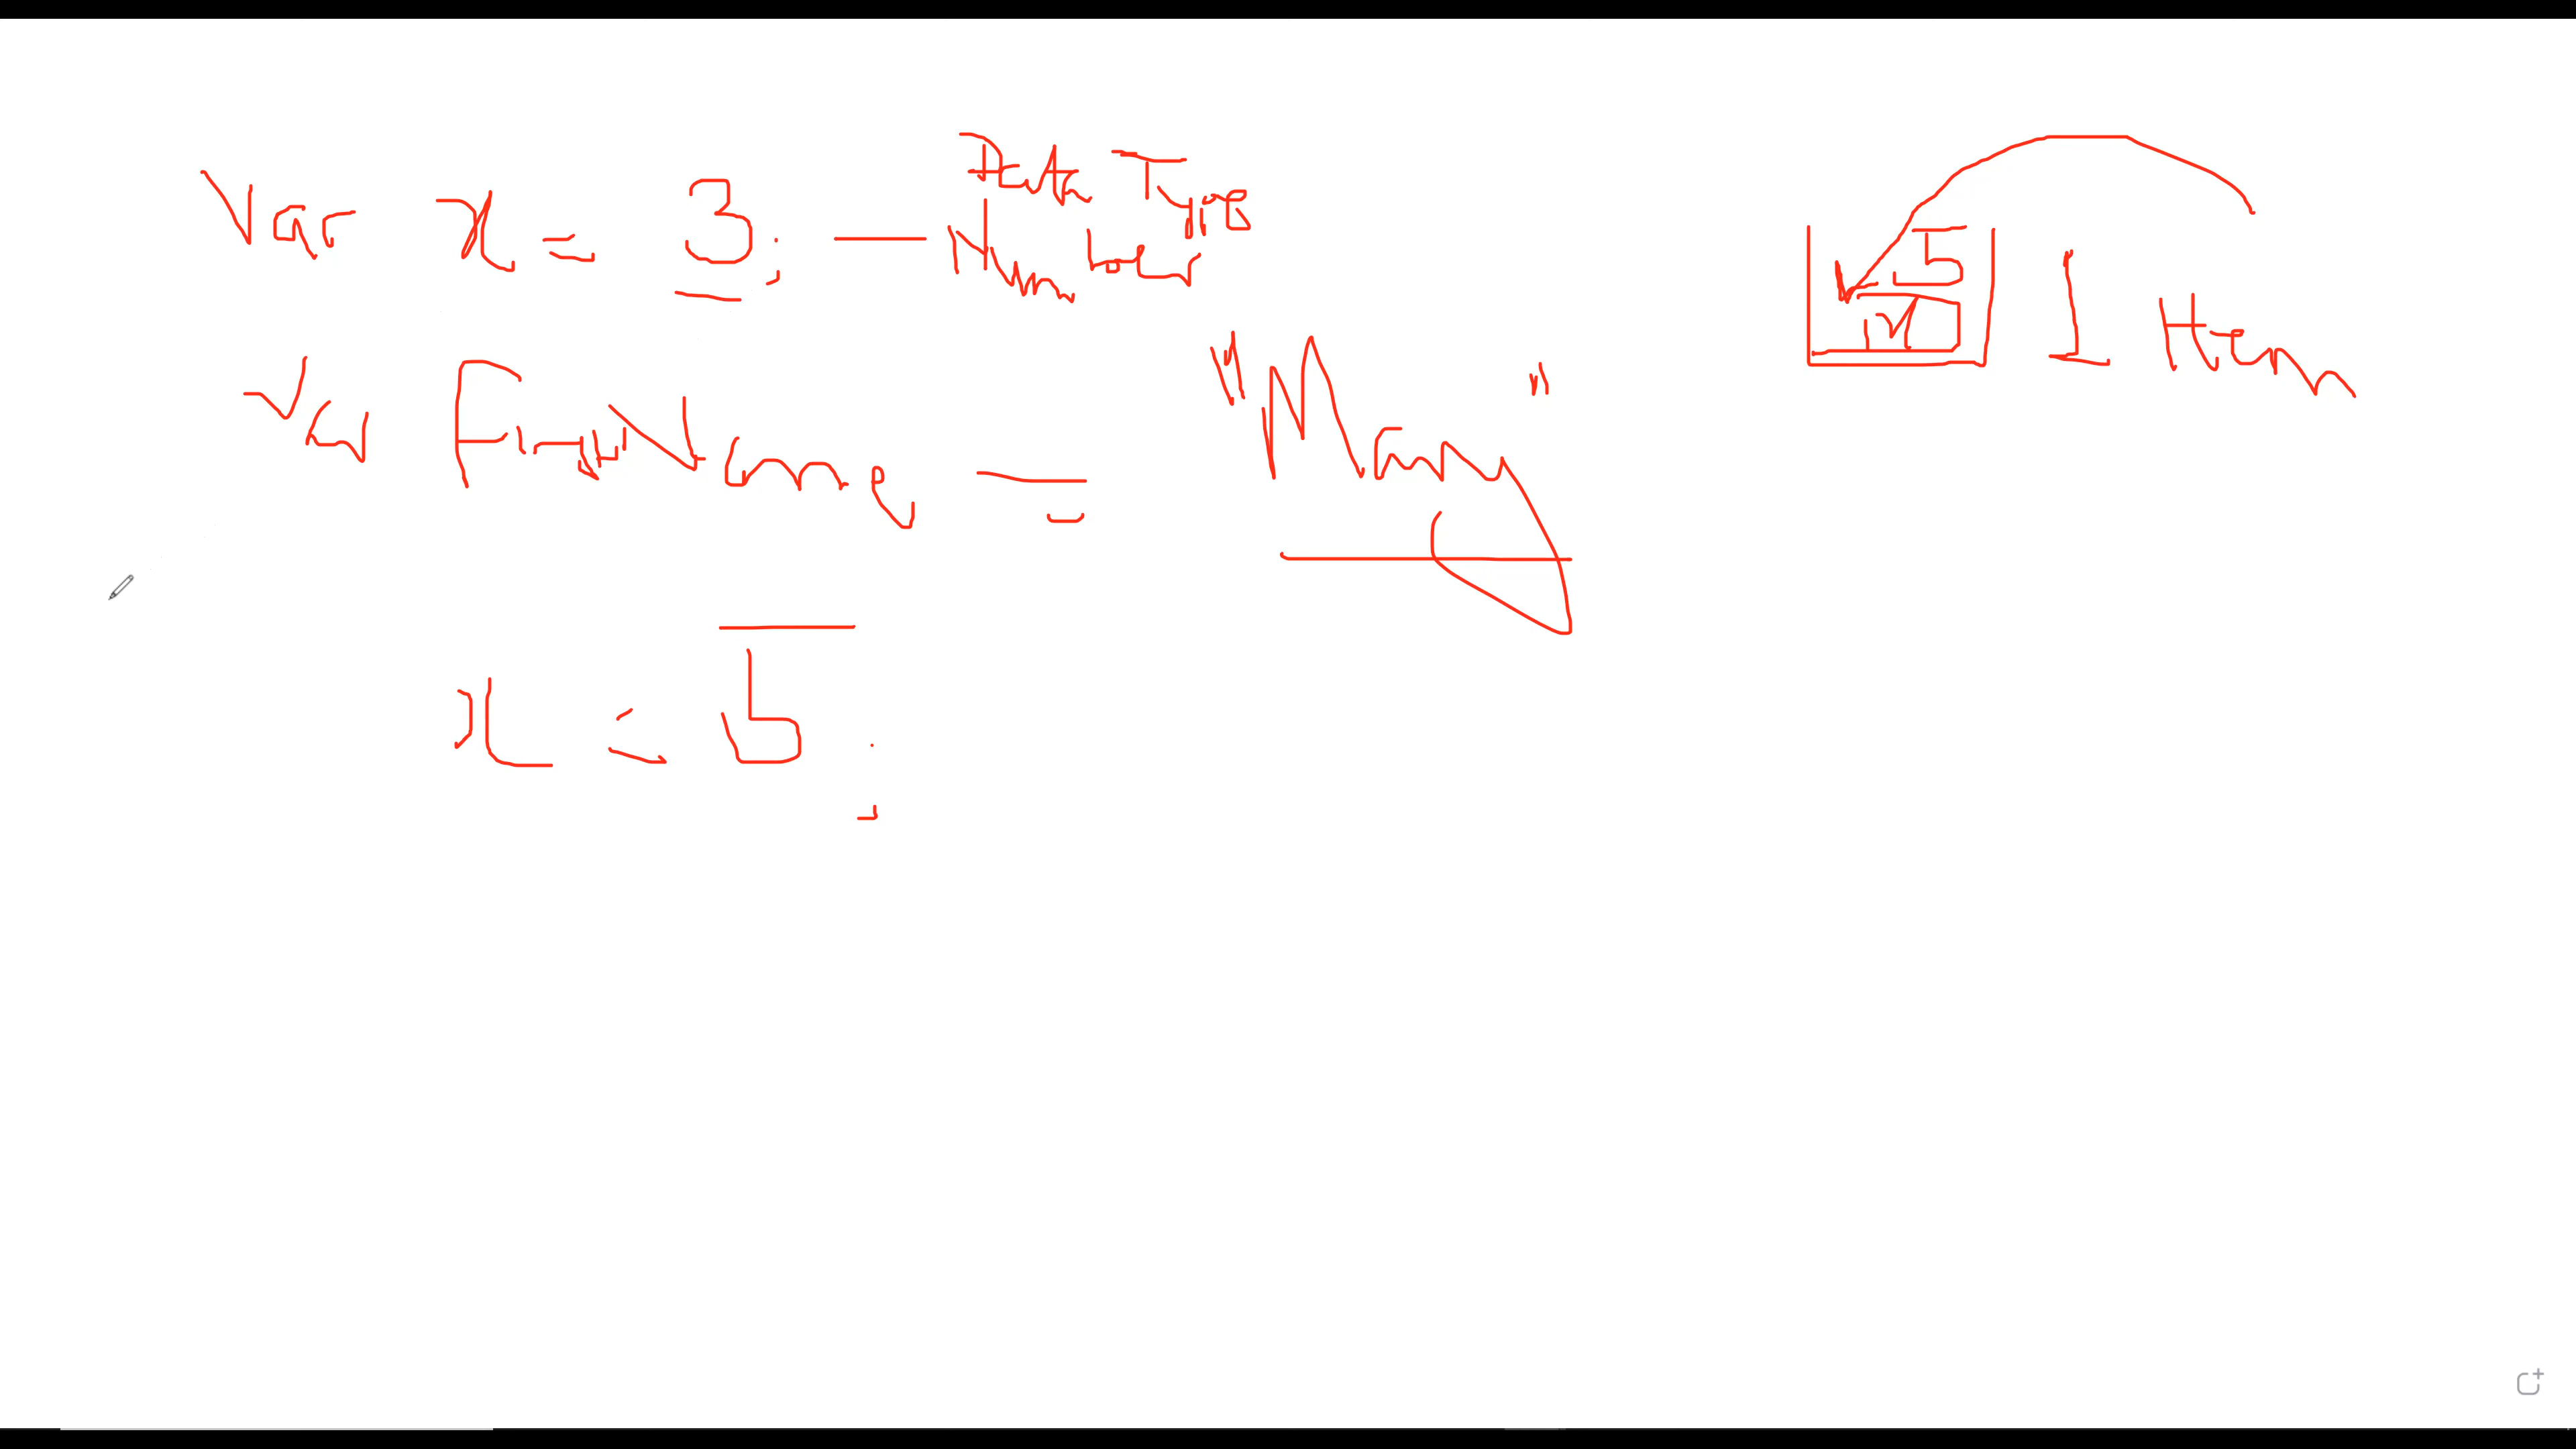 Var x = 3; — Data Type
Number
Var FirstName = "Mary"
x = 5;
5
1 Item